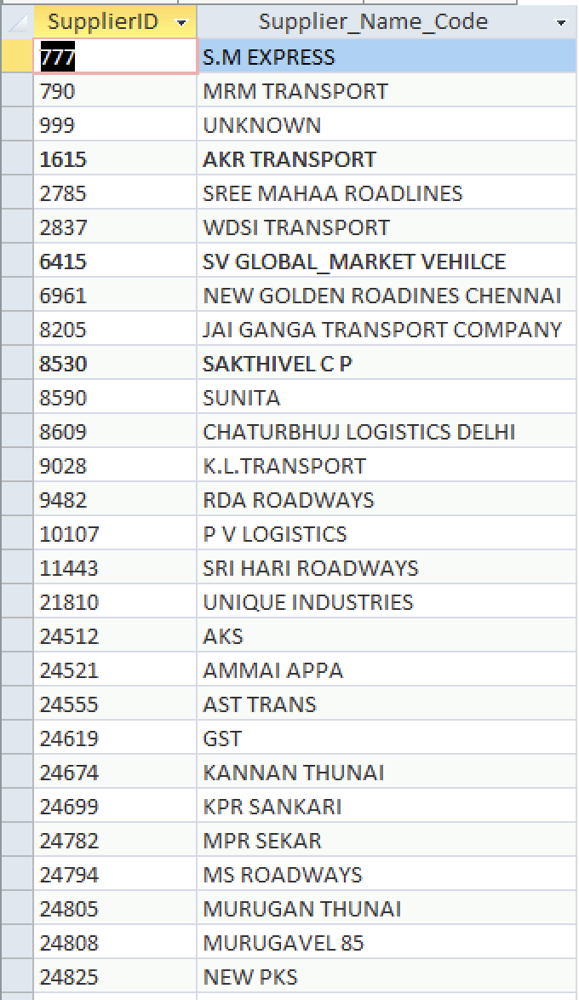 SupplierID Supplier_Name_Code
777 S.M EXPRESS
790 MRM TRANSPORT
999 UNKNOWN
1615 AKR TRANSPORT
2785 SREE MAHAA ROADLINES
2837 WDSI TRANSPORT
6415 SV GLOBAL_MARKET VEHILCE
6961 NEW GOLDEN ROADINES CHENNAI
8205 JAI GANGA TRANSPORT COMPANY
8530 SAKTHIVEL C P
8590 SUNITA
8609 CHATURBHUJ LOGISTICS DELHI
9028 K.L.TRANSPORT
9482 RDA ROADWAYS
10107 P V LOGISTICS
11443 SRI HARI ROADWAYS
21810 UNIQUE INDUSTRIES
24512 AKS
24521 AMMAI APPA
24555 AST TRANS
24619 GST
24674 KANNAN THUNAI
24699 KPR SANKARI
24782 MPR SEKAR
24794 MS ROADWAYS
24805 MURUGAN THUNAI
24808 MURUGAVEL 85
24825 NEW PKS